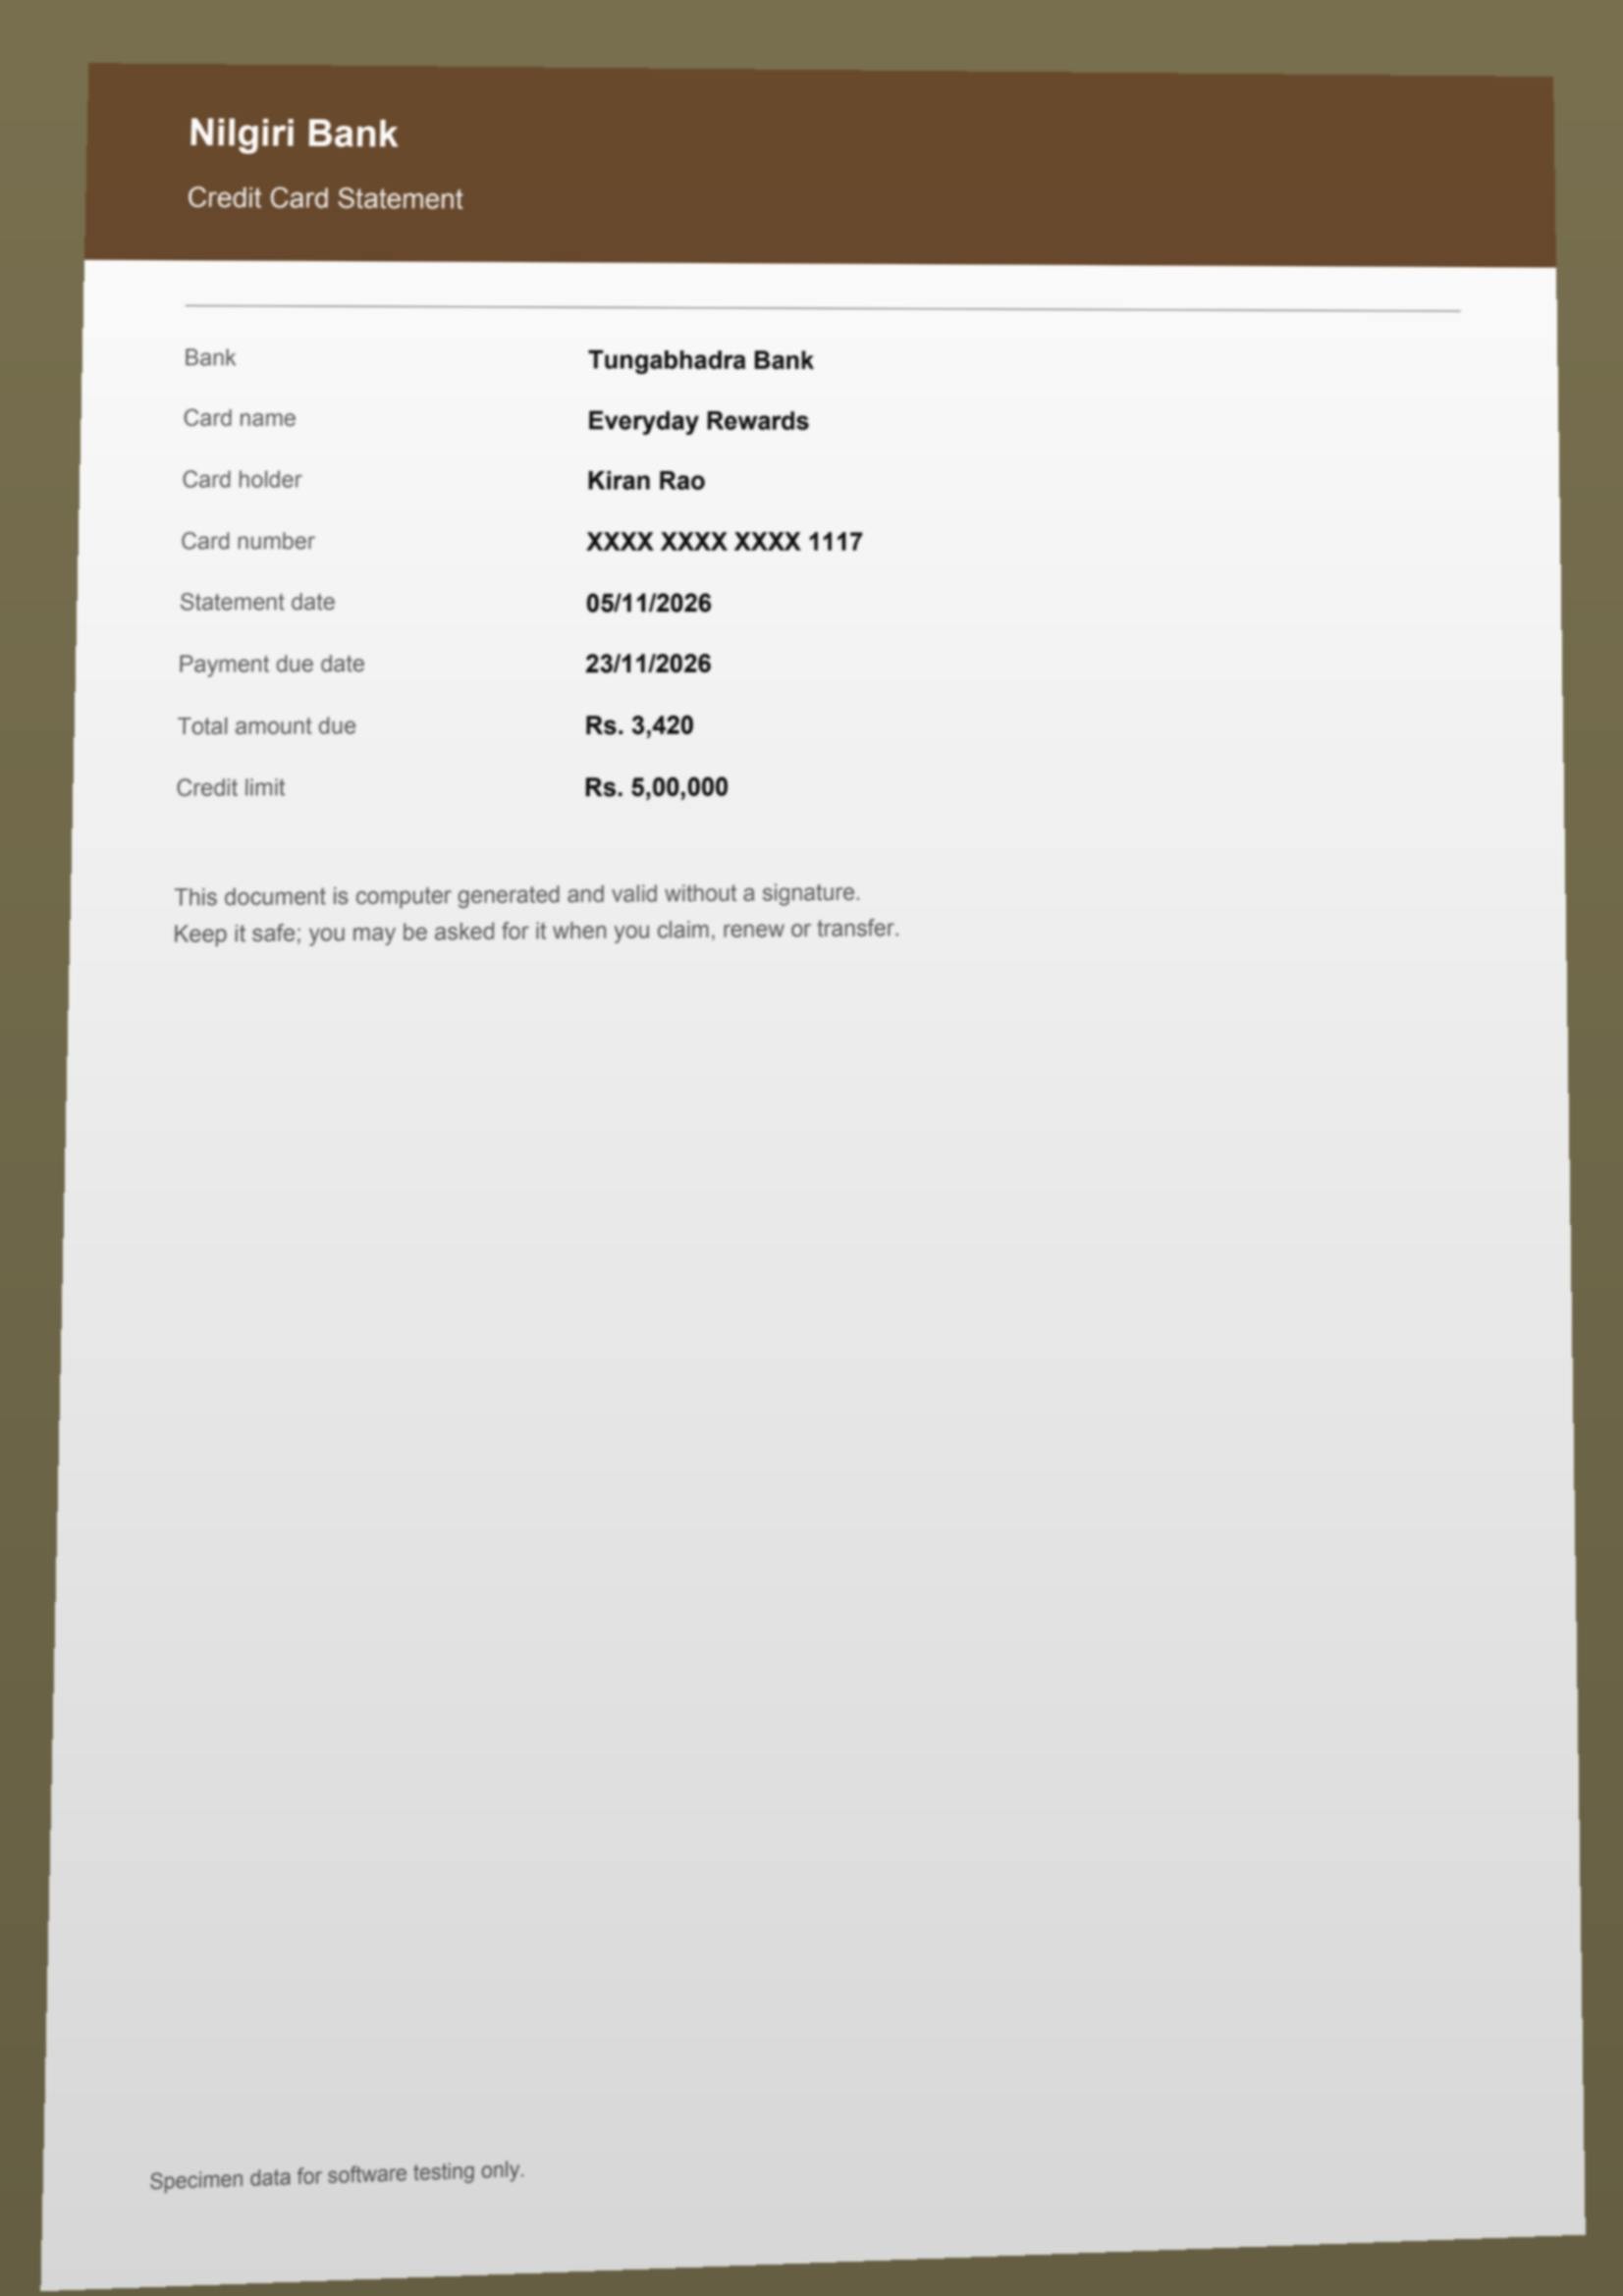 Nilgiri Bank
Credit Card Statement
Bank Tungabhadra Bank
Card name Everyday Rewards
Card holder Kiran Rao
Card number XXXX XXXX XXXX 1117
Statement date 05/11/2026
Payment due date 23/11/2026
Total amount due Rs. 3,420
Credit limit Rs. 5,00,000
This document is computer generated and valid without a signature.
Keep it safe; you may be asked for it when you claim, renew or transfer.
Specimen data for software testing only.